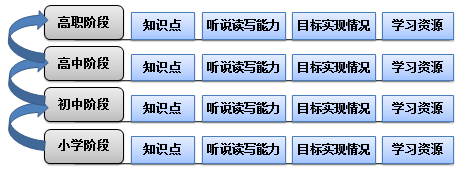 高职阶段 知识点 听说读写能力 目标实现情况 学习资源
高中阶段 知识点 听说读写能力 目标实现情况 学习资源
初中阶段 知识点 听说读写能力 目标实现情况 学习资源
小学阶段 知识点 听说读写能力 目标实现情况 学习资源